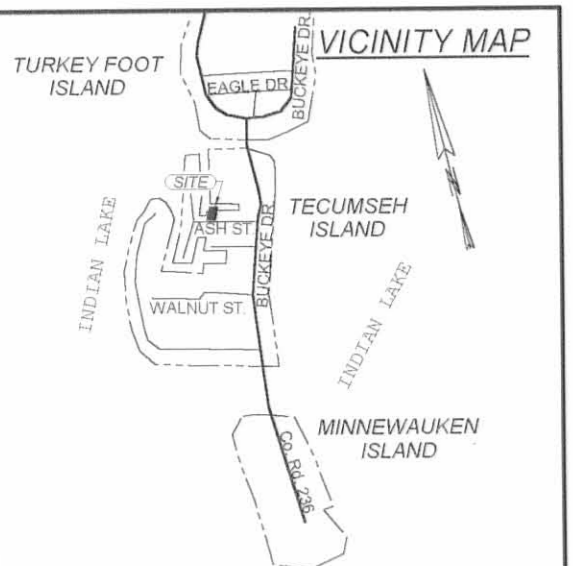 VICINITY MAP
TURKEY FOOT
ISLAND
EAGLE DR.
BUCKEYE DR.
SITE
TECUMSEH
ISLAND
ASH ST.
BUCKEYE DR.
INDIAN LAKE
WALNUT ST.
INDIAN LAKE
MINNEWAUKEN
ISLAND
Co. Rd. 236
N